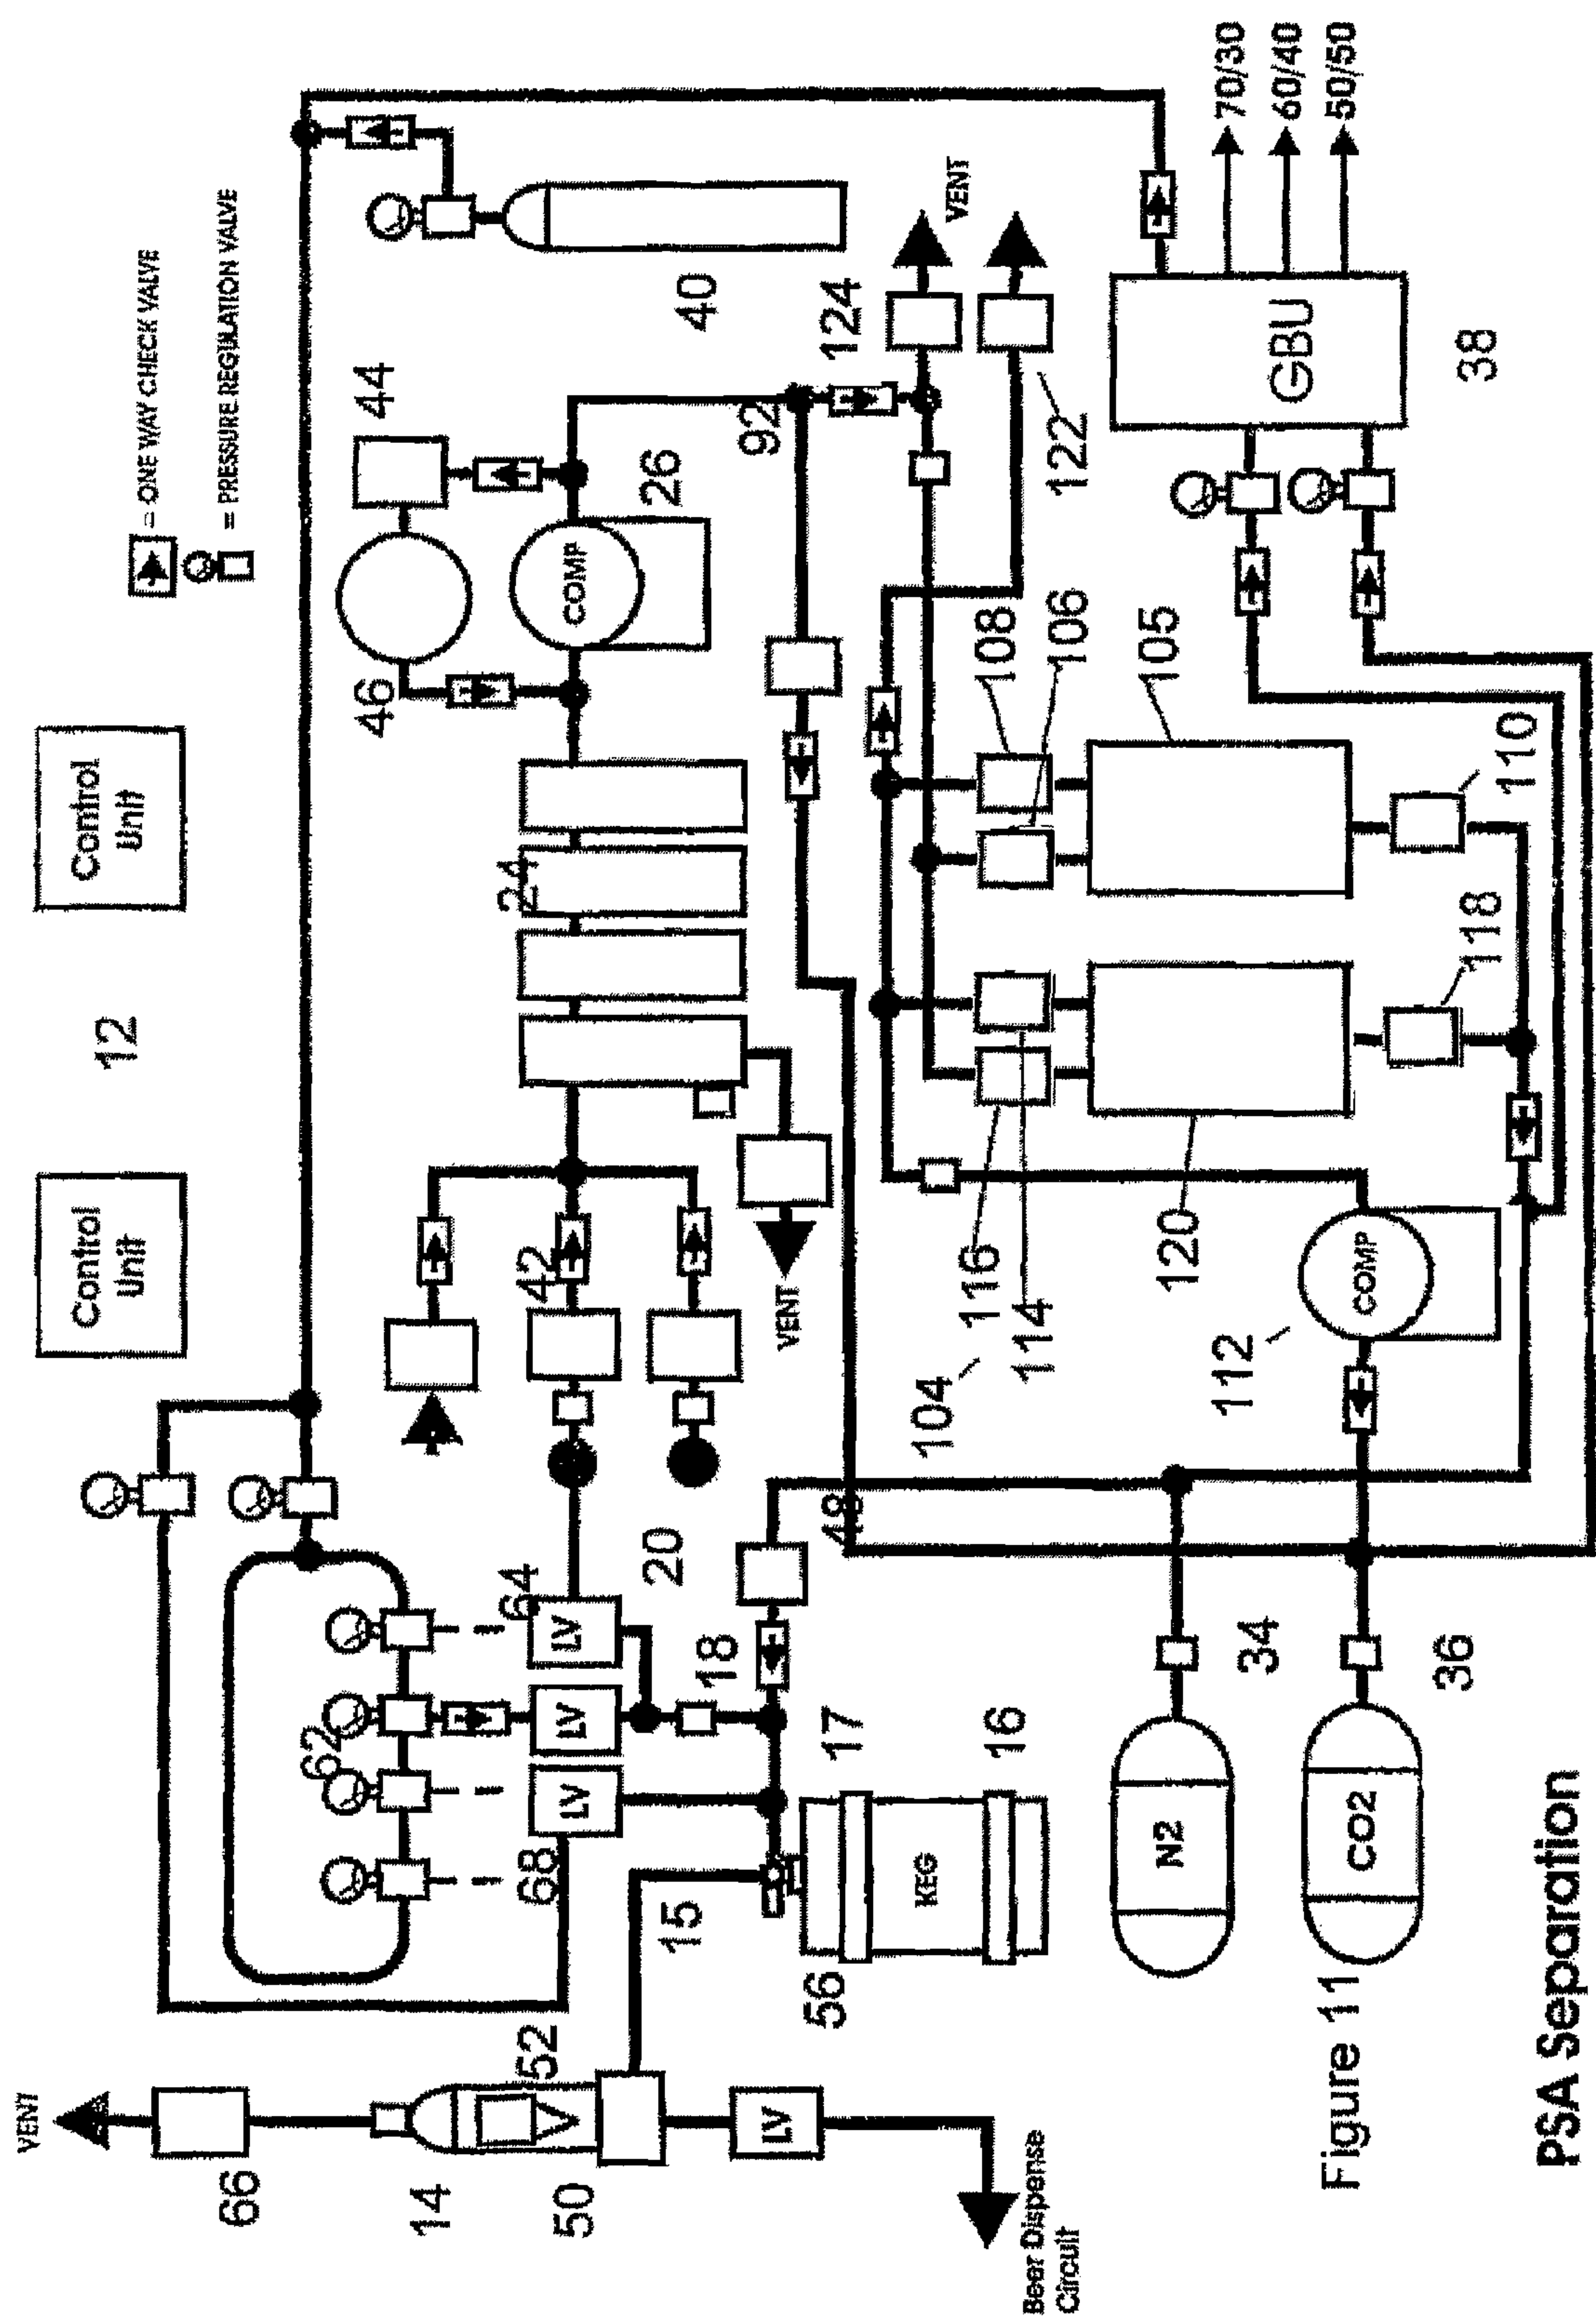 VENT
Control
Unit
12
Control
Unit
= ONE WAY CHECK VALVE
= PRESSURE REGULATION VALVE
66
62
46
44
14
52
68
64
42
24
50
LV
LV
LV
COMP
20
26
15
18
40
LV
VENT
92
56
17
48
124
KEG
104
VENT
Beer Dispense
Circuit
16
116
114
108
106
122
N2
120
105
112
34
COMP
70/30
60/40
50/50
GBU
CO2
36
118
110
38
Figure 11
PSA Separation